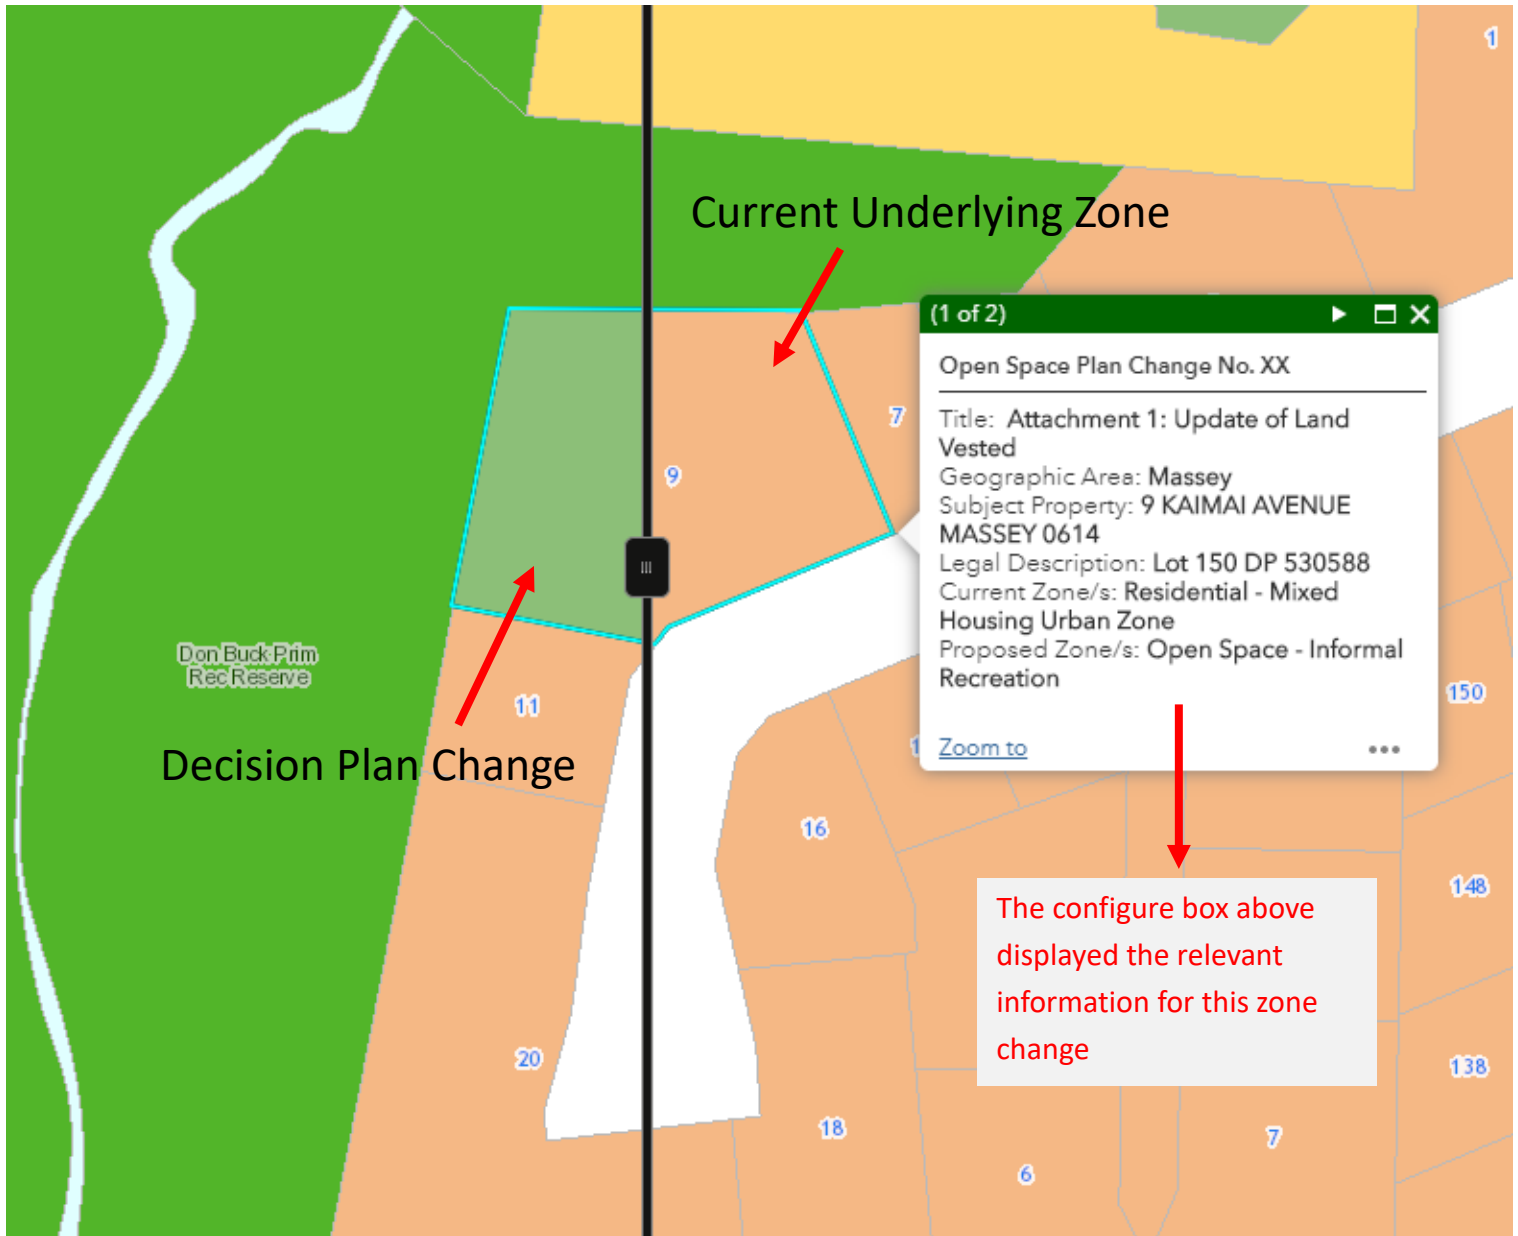 1
Current Underlying Zone
(1 of 2)
Open Space Plan Change No. XX
Title: Attachment 1: Update of Land
Vested
Geographic Area: Massey
Subject Property: 9 KAIMAI AVENUE
MASSEY 0614
Legal Description: Lot 150 DP 530588
Current Zone/s: Residential - Mixed
Housing Urban Zone
Proposed Zone/s: Open Space - Informal
Recreation
Zoom to
7
9
Don Buck Prim
Rec Reserve
11
150
Decision Plan Change
16
148
The configure box above
displayed the relevant
information for this zone
change
20
138
18
7
6